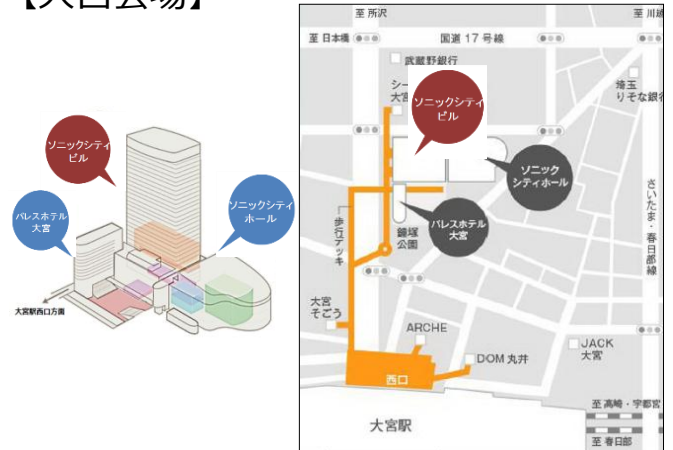 【大宮会場】
ソニックシティ
ビル
パレスホテル
大宮
ソニックシティ
ホール
大宮駅西口方面
至 所沢
至 川越
至 日本橋
国道 17 号線
武蔵野銀行
シー
大宮
ソニックシティ
ビル
埼玉
りそな銀行
ソニック
シティホール
パレスホテル
大宮
鐘塚
公園
歩行デッキ
さいたま・春日部線
大宮
そごう
ARCHE
DOM 丸井
JACK
大宮
西口
大宮駅
至 高崎・宇都宮
至 春日部